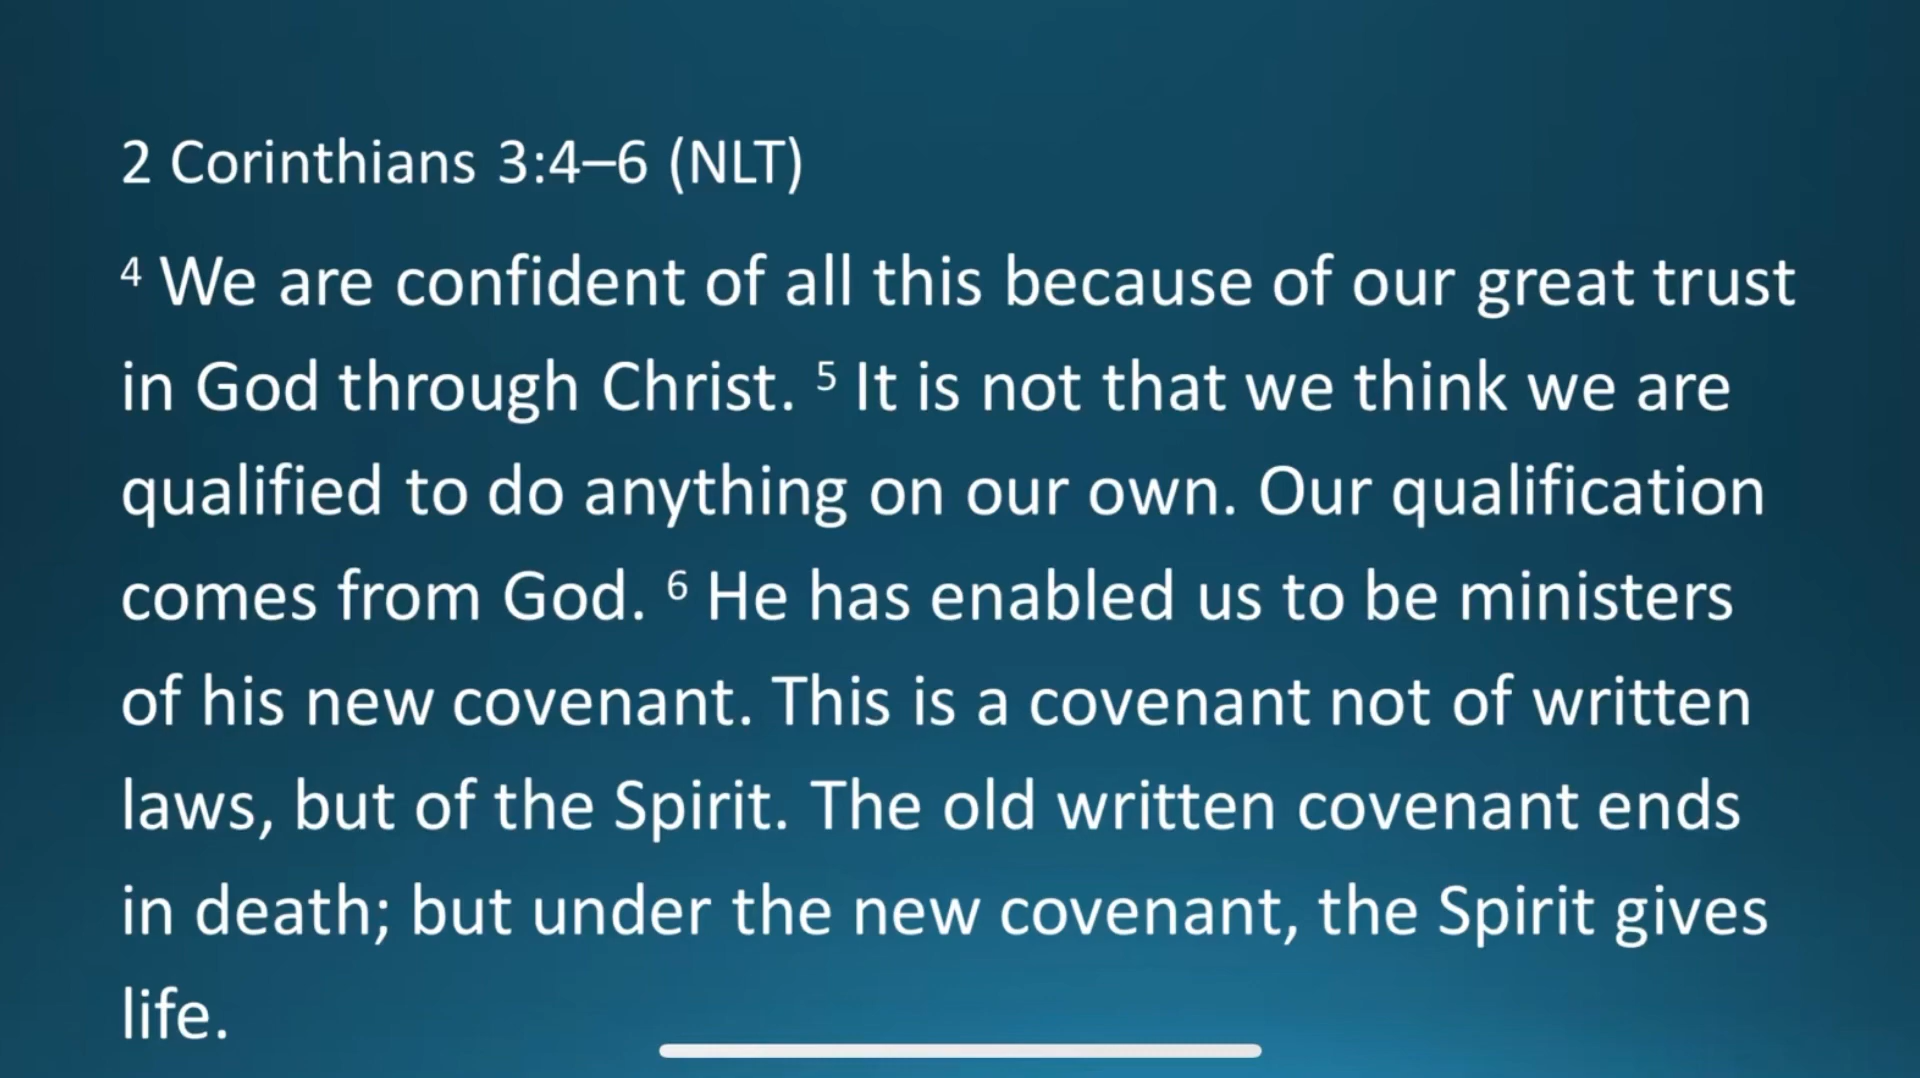 2 Corinthians 3:4–6 (NLT)
⁴ We are confident of all this because of our great trust
in God through Christ. ⁵ It is not that we think we are
qualified to do anything on our own. Our qualification
comes from God. ⁶ He has enabled us to be ministers
of his new covenant. This is a covenant not of written
laws, but of the Spirit. The old written covenant ends
in death; but under the new covenant, the Spirit gives
life.